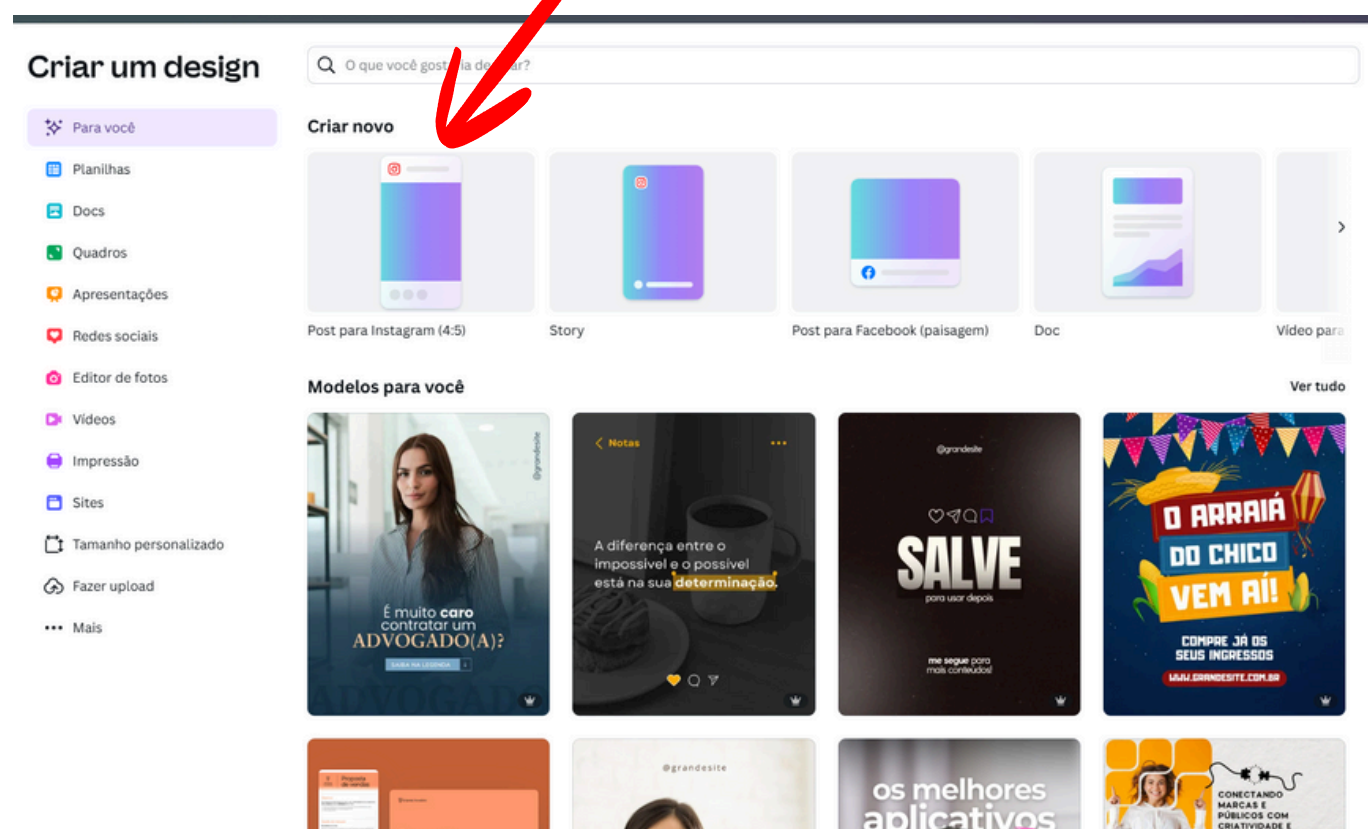 Criar um design
O que você gost ia de ar?
Para você
Planilhas
Docs
Quadros
Apresentações
Redes sociais
Editor de fotos
Vídeos
Impressão
Sites
Tamanho personalizado
Fazer upload
Mais
Criar novo
Post para Instagram (4:5)
Story
Post para Facebook (paisagem)
Doc
Vídeo para
Modelos para você
Ver tudo
@grandesite
É muito caro
contratar um
ADVOGADO(A)?
SAIBA NA LEGENDA
ADVOGAD
Notas
A diferença entre o
impossível e o possível
está na sua determinação.
@grandesite
SALVE
para usar depois
me segue para
mais conteúdos!
O ARRAIÁ
DO CHICO
VEM AÍ!
COMPRE JÁ OS
SEUS INGRESSOS
WWW.GRANDESITE.COM.BR
Proposta
de vendas
@grandesite
os melhores
aplicativos
CONECTANDO
MARCAS E
PÚBLICOS COM
CRIATIVIDADE E